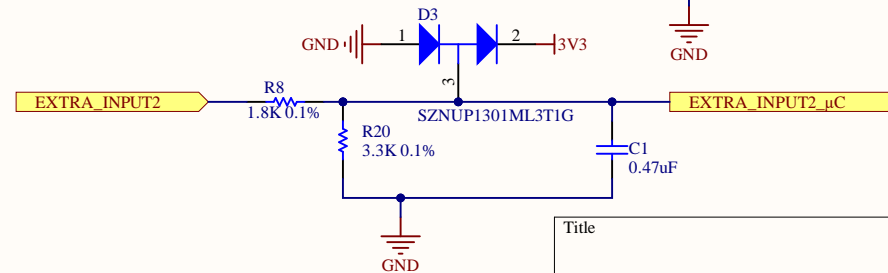 D3
GND
1
2
3V3
GND
3
EXTRA_INPUT2
R8
1.8K 0.1%
SZNUP1301ML3T1G
EXTRA_INPUT2_µC
R20
3.3K 0.1%
C1
0.47uF
Title
GND